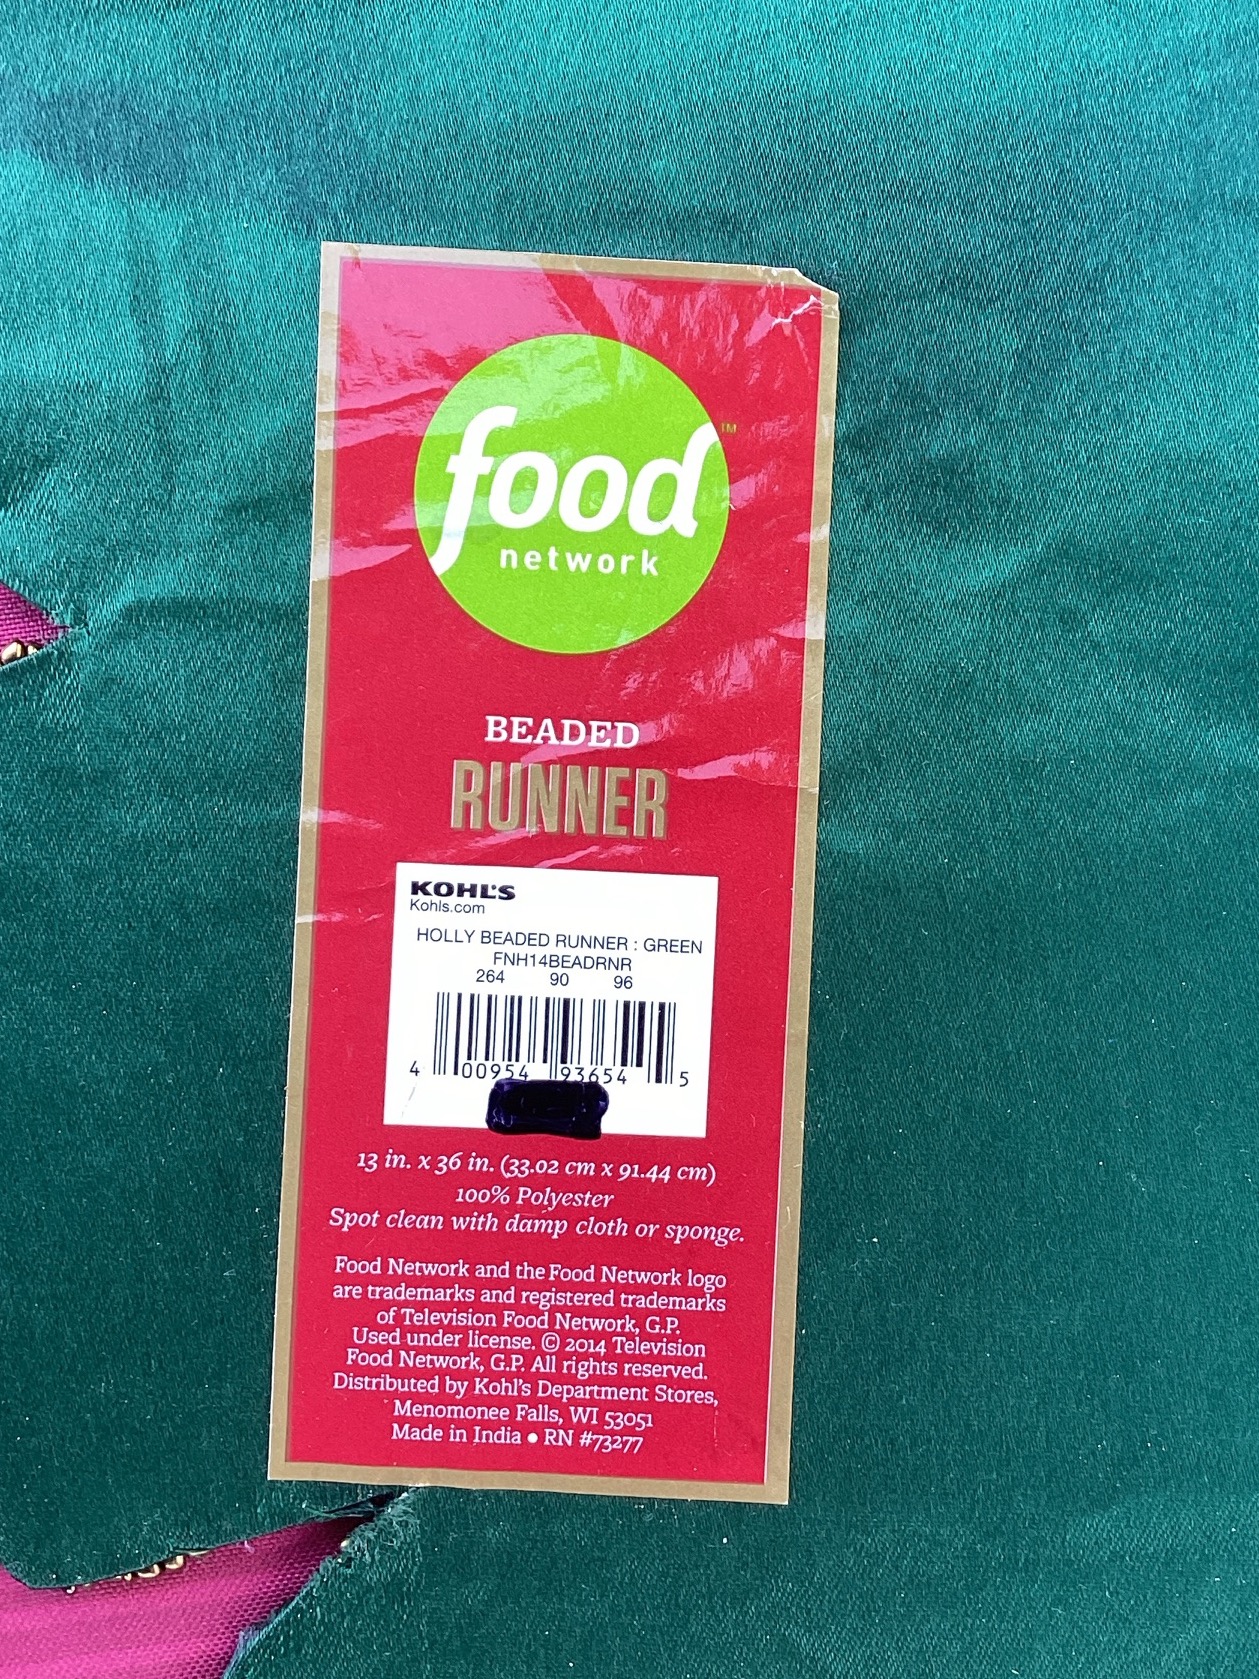 food
™
network
BEADED
RUNNER
KOHL'S
Kohls.com
HOLLY BEADED RUNNER : GREEN
FNH14BEADRNR
264 90 96
4 00954 93654 5
13 in. x 36 in. (33.02 cm x 91.44 cm)
100% Polyester
Spot clean with damp cloth or sponge.
Food Network and the Food Network logo
are trademarks and registered trademarks
of Television Food Network, G.P.
Used under license. © 2014 Television
Food Network, G.P. All rights reserved.
Distributed by Kohl's Department Stores,
Menomonee Falls, WI 53051
Made in India • RN #73277